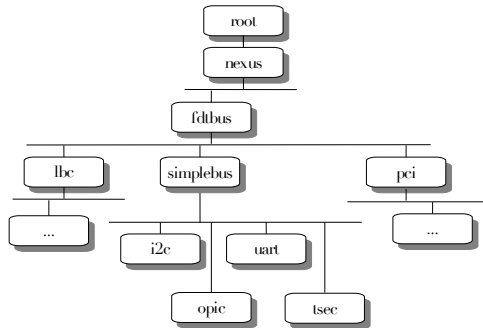 root
nexus
fdtbus
lbc
simplebus
pci
...
...
i2c
uart
opic
tsec